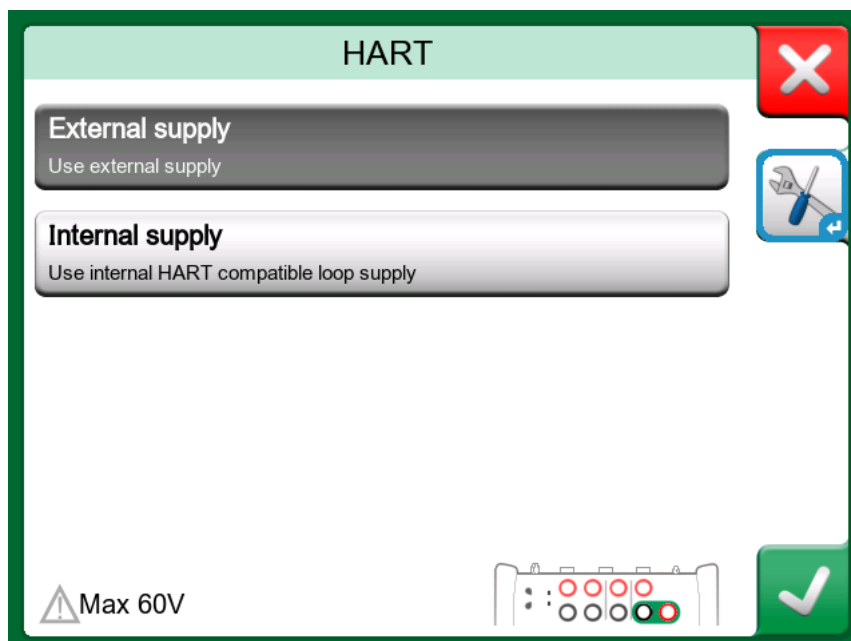 HART
External supply
Use external supply
Internal supply
Use internal HART compatible loop supply
Max 60V